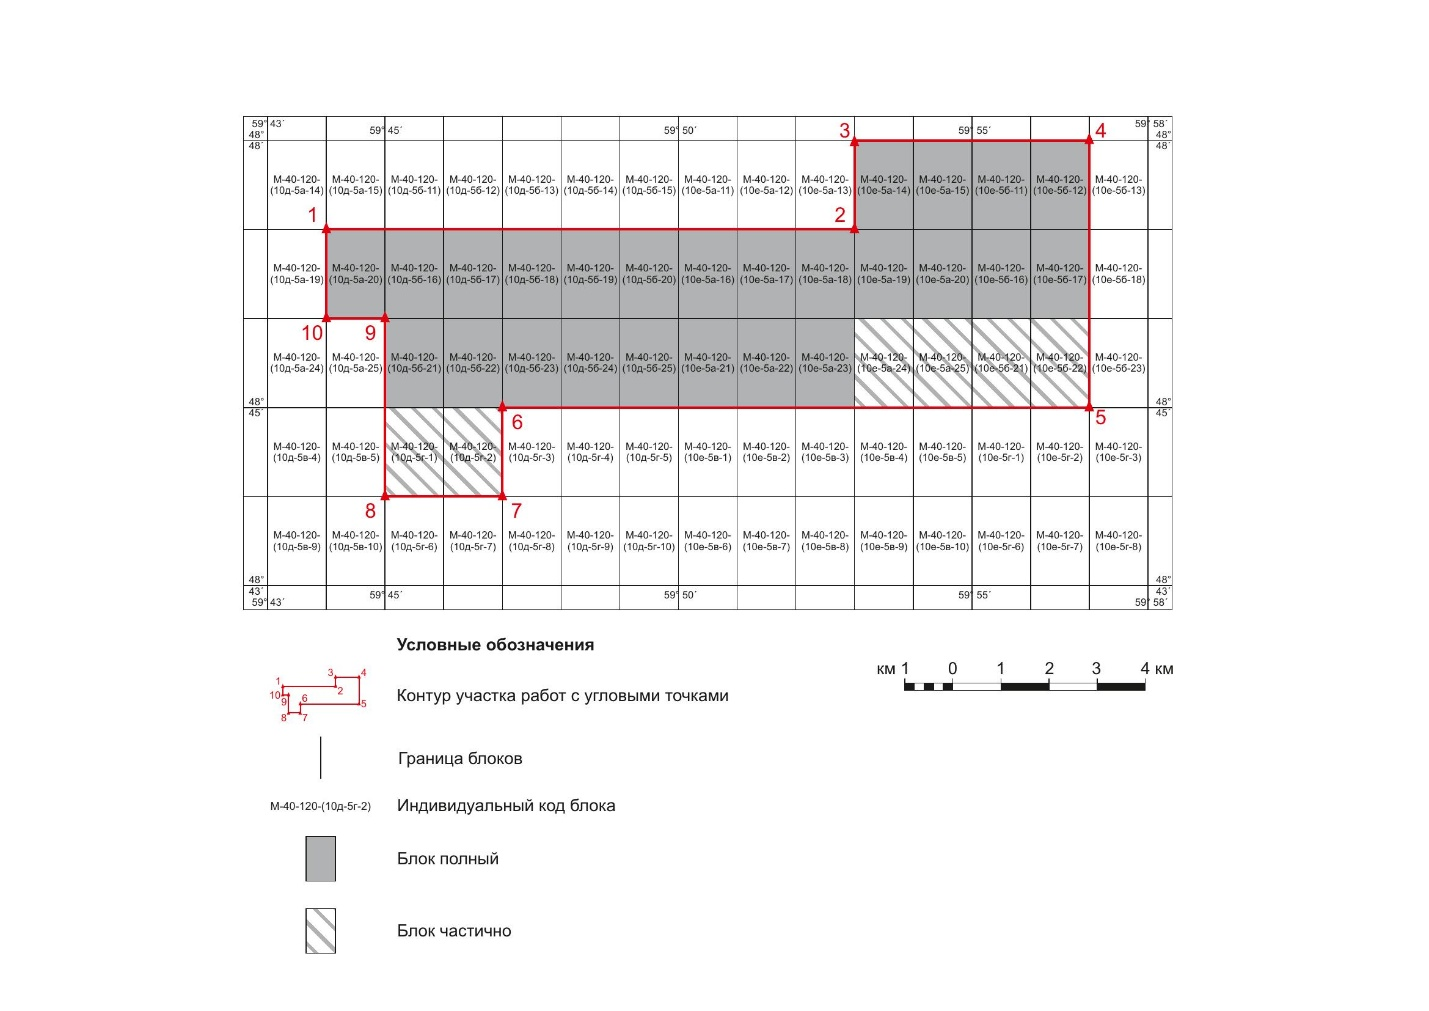 59° 43´ 59° 45´ 59° 50´ 59° 55´ 59° 58´
48° 48´ 48° 48´
3 4
М-40-120- М-40-120- М-40-120- М-40-120- М-40-120- М-40-120- М-40-120- М-40-120- М-40-120- М-40-120- М-40-120- М-40-120- М-40-120- М-40-120- М-40-120-
(10д-5а-14) (10д-5а-15) (10д-5б-11) (10д-5б-12) (10д-5б-13) (10д-5б-14) (10д-5б-15) (10е-5а-11) (10е-5а-12) (10е-5а-13) (10е-5а-14) (10е-5а-15) (10е-5б-11) (10е-5б-12) (10е-5б-13)
1 2
М-40-120- М-40-120- М-40-120- М-40-120- М-40-120- М-40-120- М-40-120- М-40-120- М-40-120- М-40-120- М-40-120- М-40-120- М-40-120- М-40-120- М-40-120-
(10д-5а-19) (10д-5а-20) (10д-5б-16) (10д-5б-17) (10д-5б-18) (10д-5б-19) (10д-5б-20) (10е-5а-16) (10е-5а-17) (10е-5а-18) (10е-5а-19) (10е-5а-20) (10е-5б-16) (10е-5б-17) (10е-5б-18)
10 9
М-40-120- М-40-120- М-40-120- М-40-120- М-40-120- М-40-120- М-40-120- М-40-120- М-40-120- М-40-120- М-40-120- М-40-120- М-40-120- М-40-120- М-40-120-
(10д-5а-24) (10д-5а-25) (10д-5б-21) (10д-5б-22) (10д-5б-23) (10д-5б-24) (10д-5б-25) (10е-5а-21) (10е-5а-22) (10е-5а-23) (10е-5а-24) (10е-5а-25) (10е-5б-21) (10е-5б-22) (10е-5б-23)
48° 45´ 48° 45´
6 5
М-40-120- М-40-120- М-40-120- М-40-120- М-40-120- М-40-120- М-40-120- М-40-120- М-40-120- М-40-120- М-40-120- М-40-120- М-40-120- М-40-120- М-40-120-
(10д-5в-4) (10д-5в-5) (10д-5г-1) (10д-5г-2) (10д-5г-3) (10д-5г-4) (10д-5г-5) (10е-5в-1) (10е-5в-2) (10е-5в-3) (10е-5в-4) (10е-5в-5) (10е-5г-1) (10е-5г-2) (10е-5г-3)
8 7
М-40-120- М-40-120- М-40-120- М-40-120- М-40-120- М-40-120- М-40-120- М-40-120- М-40-120- М-40-120- М-40-120- М-40-120- М-40-120- М-40-120- М-40-120-
(10д-5в-9) (10д-5в-10) (10д-5г-6) (10д-5г-7) (10д-5г-8) (10д-5г-9) (10д-5г-10) (10е-5в-6) (10е-5в-7) (10е-5в-8) (10е-5в-9) (10е-5в-10) (10е-5г-6) (10е-5г-7) (10е-5г-8)
48° 43´ 48° 43´
59° 43´ 59° 45´ 59° 50´ 59° 55´ 59° 58´
Условные обозначения
км 1 0 1 2 3 4 км
1 2 3 4 5 6 7 8 9 10
Контур участка работ с угловыми точками
Граница блоков
М-40-120-(10д-5г-2) Индивидуальный код блока
Блок полный
Блок частично